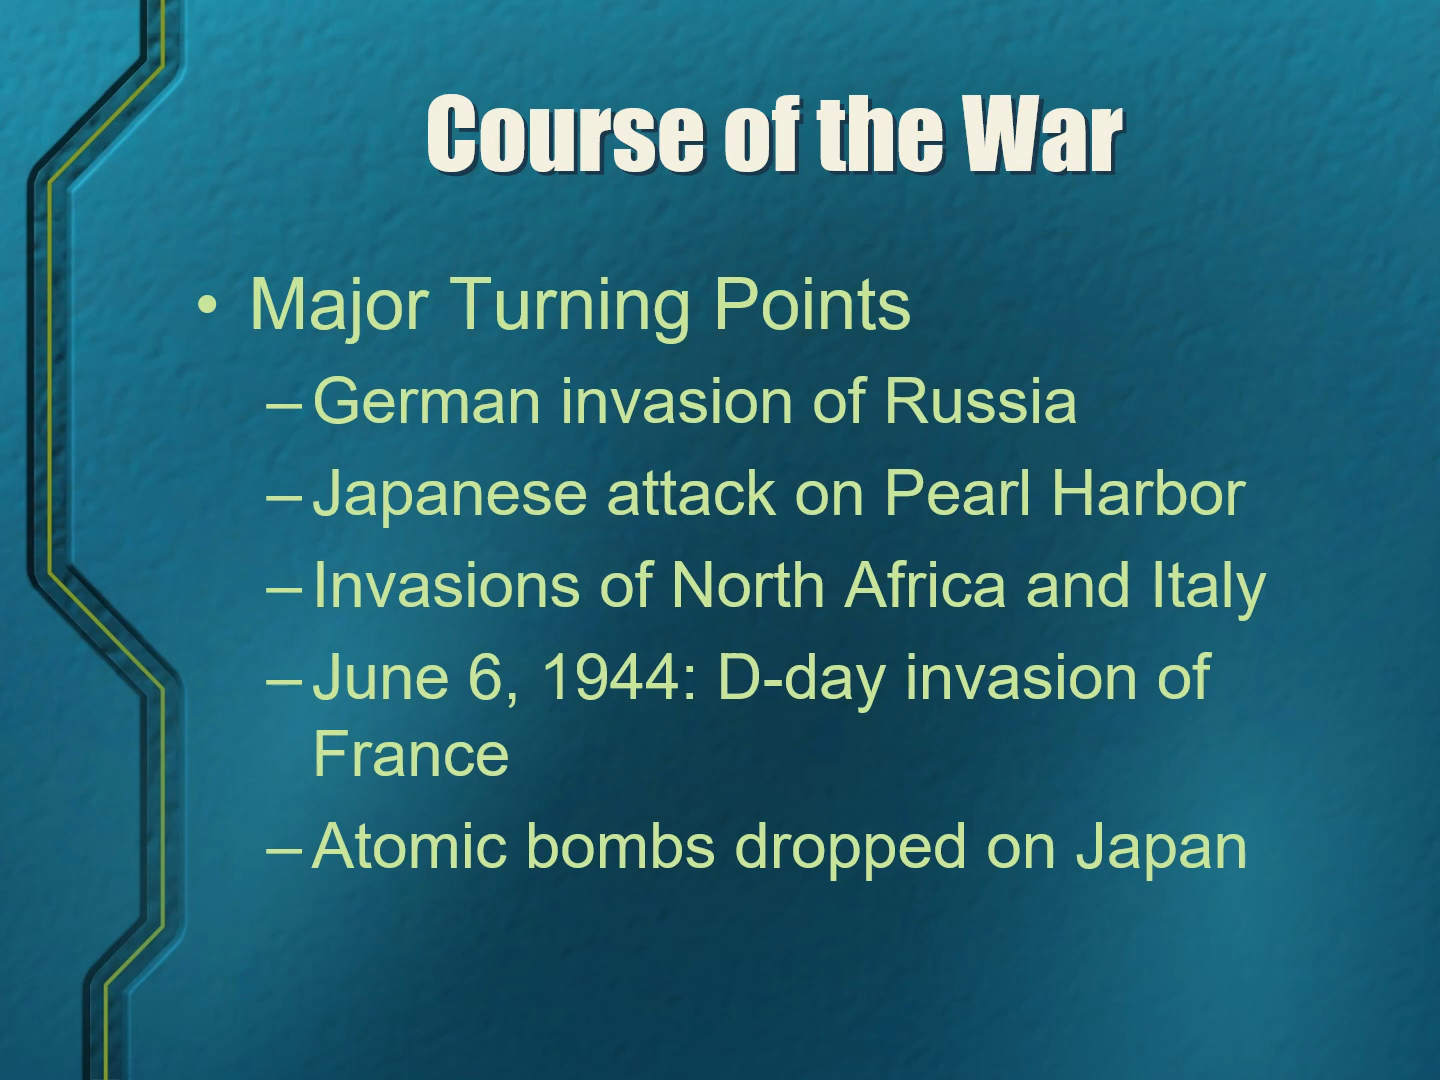 Course of the War
• Major Turning Points
– German invasion of Russia
– Japanese attack on Pearl Harbor
– Invasions of North Africa and Italy
– June 6, 1944: D-day invasion of
France
– Atomic bombs dropped on Japan